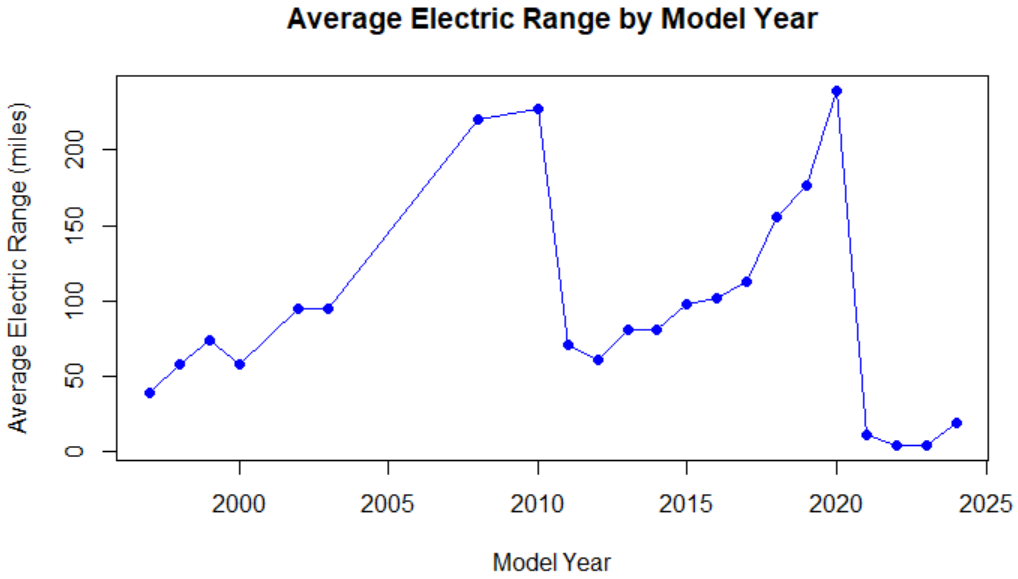 Average Electric Range by Model Year
Average Electric Range (miles)
200
150
100
50
0
2000 2005 2010 2015 2020 2025
Model Year